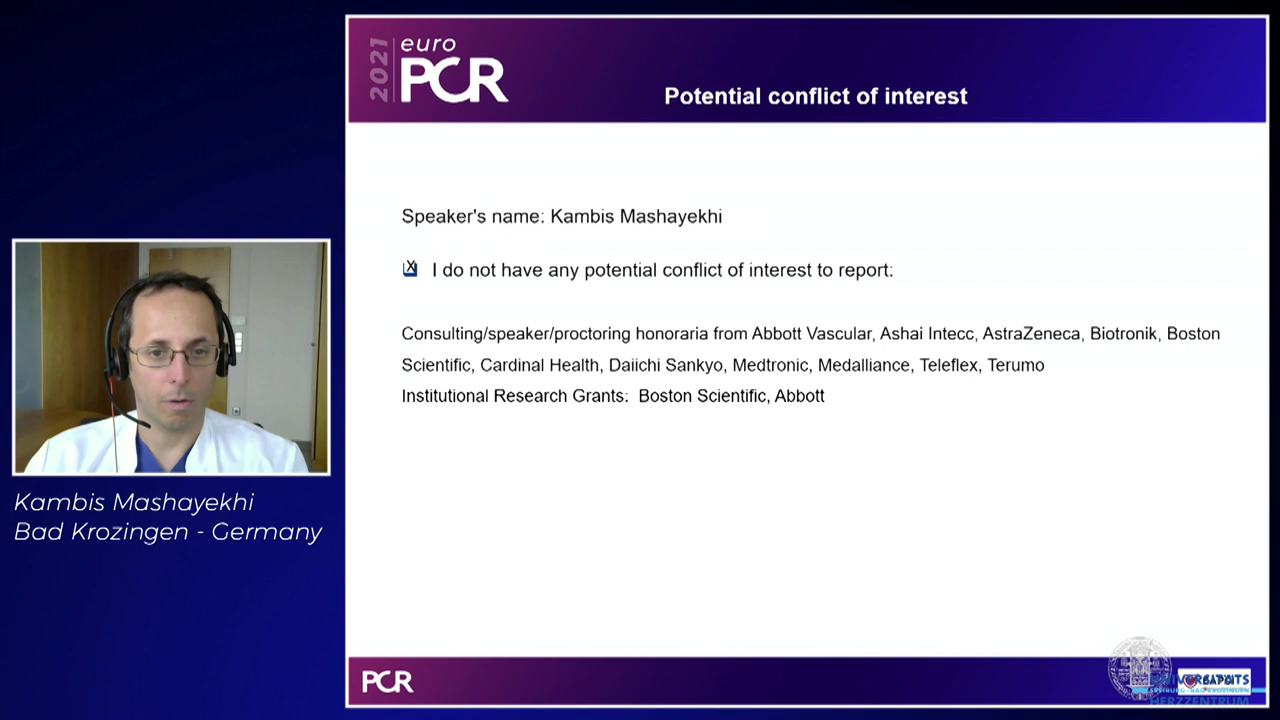 2021
euro
PCR
Potential conflict of interest
Speaker's name: Kambis Mashayekhi
X I do not have any potential conflict of interest to report:
Consulting/speaker/proctoring honoraria from Abbott Vascular, Ashai Intecc, AstraZeneca, Biotronik, Boston
Scientific, Cardinal Health, Daiichi Sankyo, Medtronic, Medalliance, Teleflex, Terumo
Institutional Research Grants: Boston Scientific, Abbott
Kambis Mashayekhi
Bad Krozingen - Germany
PCR
HERZZENTRUM